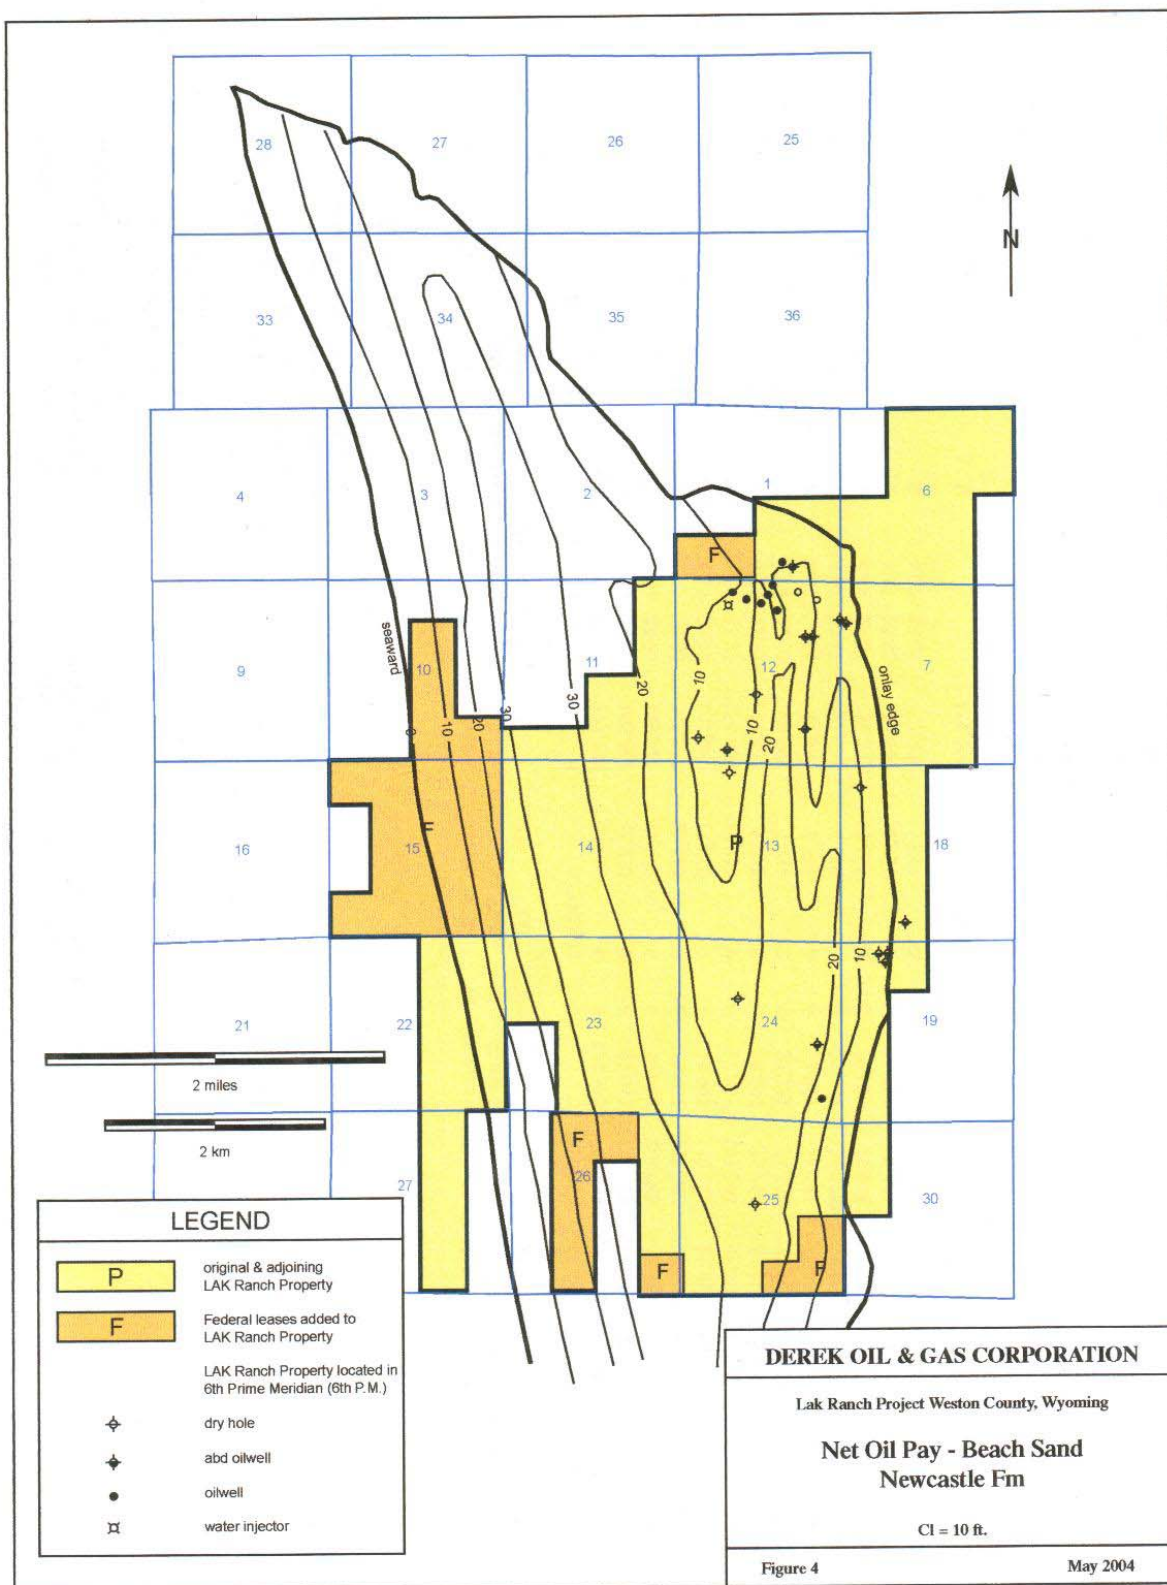 28
27
26
25
N
33
34
35
36
4
3
2
1
6
F
9
seaward
10
11
12
7
onlay edge
10
20
30
30
20
10
10
20
0
16
F
15
14
P
13
18
21
22
23
24
20
10
19
2 miles
2 km
27
F
26
25
30
F
F
LEGEND
P
original & adjoining
LAK Ranch Property
F
Federal leases added to
LAK Ranch Property
LAK Ranch Property located in
6th Prime Meridian (6th P.M.)
dry hole
abd oilwell
oilwell
water injector
DEREK OIL & GAS CORPORATION
Lak Ranch Project Weston County, Wyoming
Net Oil Pay - Beach Sand
Newcastle Fm
CI = 10 ft.
Figure 4
May 2004